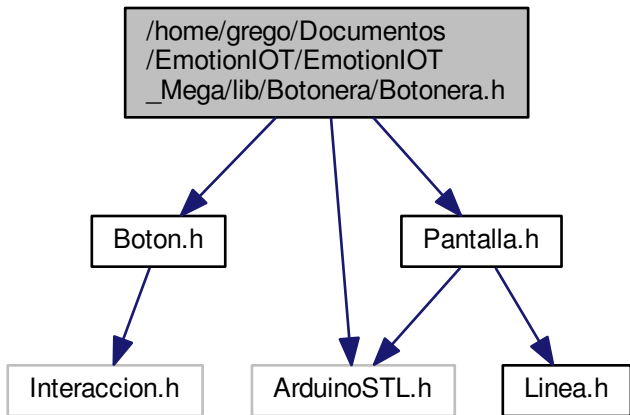 /home/grego/Documentos
/EmotionIOT/EmotionIOT
_Mega/lib/Botonera/Botonera.h
Boton.h
Pantalla.h
Interaccion.h
ArduinoSTL.h
Linea.h